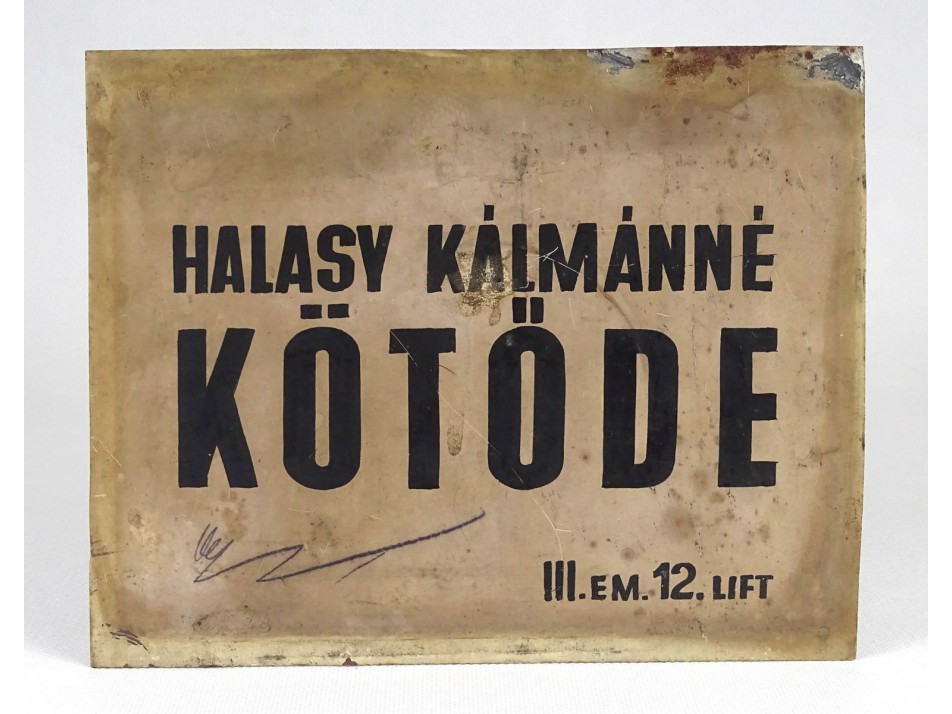 HALASY KÁLMÁNNÉ
KÖTÖDE
III. EM. 12. LIFT